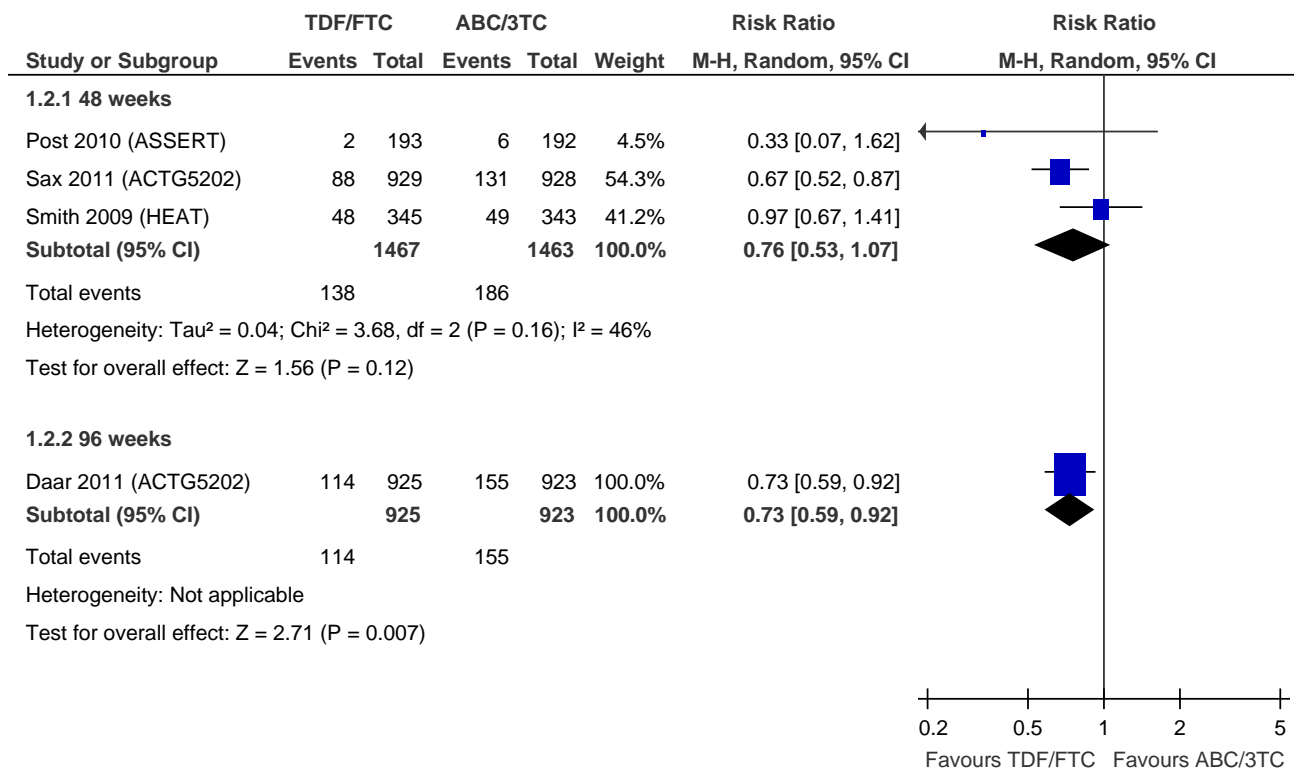 TDF/FTC ABC/3TC Risk Ratio Risk Ratio
Study or Subgroup Events Total Events Total Weight M-H, Random, 95% CI M-H, Random, 95% CI
1.2.1 48 weeks
Post 2010 (ASSERT) 2 193 6 192 4.5% 0.33 [0.07, 1.62]
Sax 2011 (ACTG5202) 88 929 131 928 54.3% 0.67 [0.52, 0.87]
Smith 2009 (HEAT) 48 345 49 343 41.2% 0.97 [0.67, 1.41]
Subtotal (95% CI) 1467 1463 100.0% 0.76 [0.53, 1.07]
Total events 138 186
Heterogeneity: Tau² = 0.04; Chi² = 3.68, df = 2 (P = 0.16); I² = 46%
Test for overall effect: Z = 1.56 (P = 0.12)
1.2.2 96 weeks
Daar 2011 (ACTG5202) 114 925 155 923 100.0% 0.73 [0.59, 0.92]
Subtotal (95% CI) 925 923 100.0% 0.73 [0.59, 0.92]
Total events 114 155
Heterogeneity: Not applicable
Test for overall effect: Z = 2.71 (P = 0.007)
0.2 0.5 1 2 5
Favours TDF/FTC Favours ABC/3TC